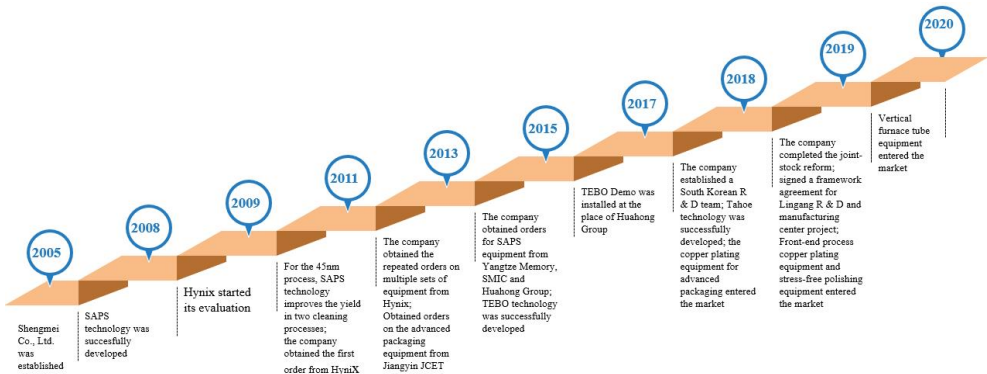 2005
Shengmei
Co., Ltd.
was
established
2008
SAPS
technology was
succesfully
developed
2009
Hynix started
its evaluation
2011
For the 45nm
process, SAPS
technology
improves the yield
in two cleaning
processes;
the company
obtained the first
order from HyniX
2013
The company
obtained the
repeated orders on
multiple sets of
equipment from
Hynix;
Obtained orders
on the advanced
packaging
equipment from
Jiangyin JCET
2015
The company
obtained orders
for SAPS
equipment from
Yangtze Memory,
SMIC and
Huahong Group;
TEBO technology
was successfully
developed
2017
TEBO Demo was
installed at the
place of Huahong
Group
2018
The company
established a
South Korean R
& D team; Tahoe
technology was
successfully
developed; the
copper plating
equipment for
advanced
packaging entered
the market
2019
The company
completed the joint-
stock reform;
signed a framework
agreement for
Lingang R & D and
manufacturing
center project;
Front-end process
copper plating
equipment and
stress-free polishing
equipment entered
the market
2020
Vertical
furnace tube
equipment
entered the
market